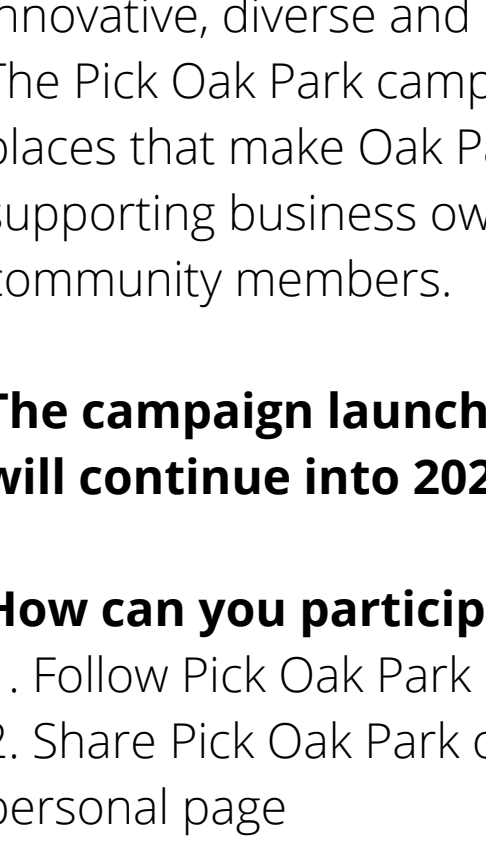 innovative, diverse and
The Pick Oak Park camp
places that make Oak Pa
supporting business ow
community members.
The campaign launch
will continue into 202
How can you particip
1. Follow Pick Oak Park
2. Share Pick Oak Park
personal page